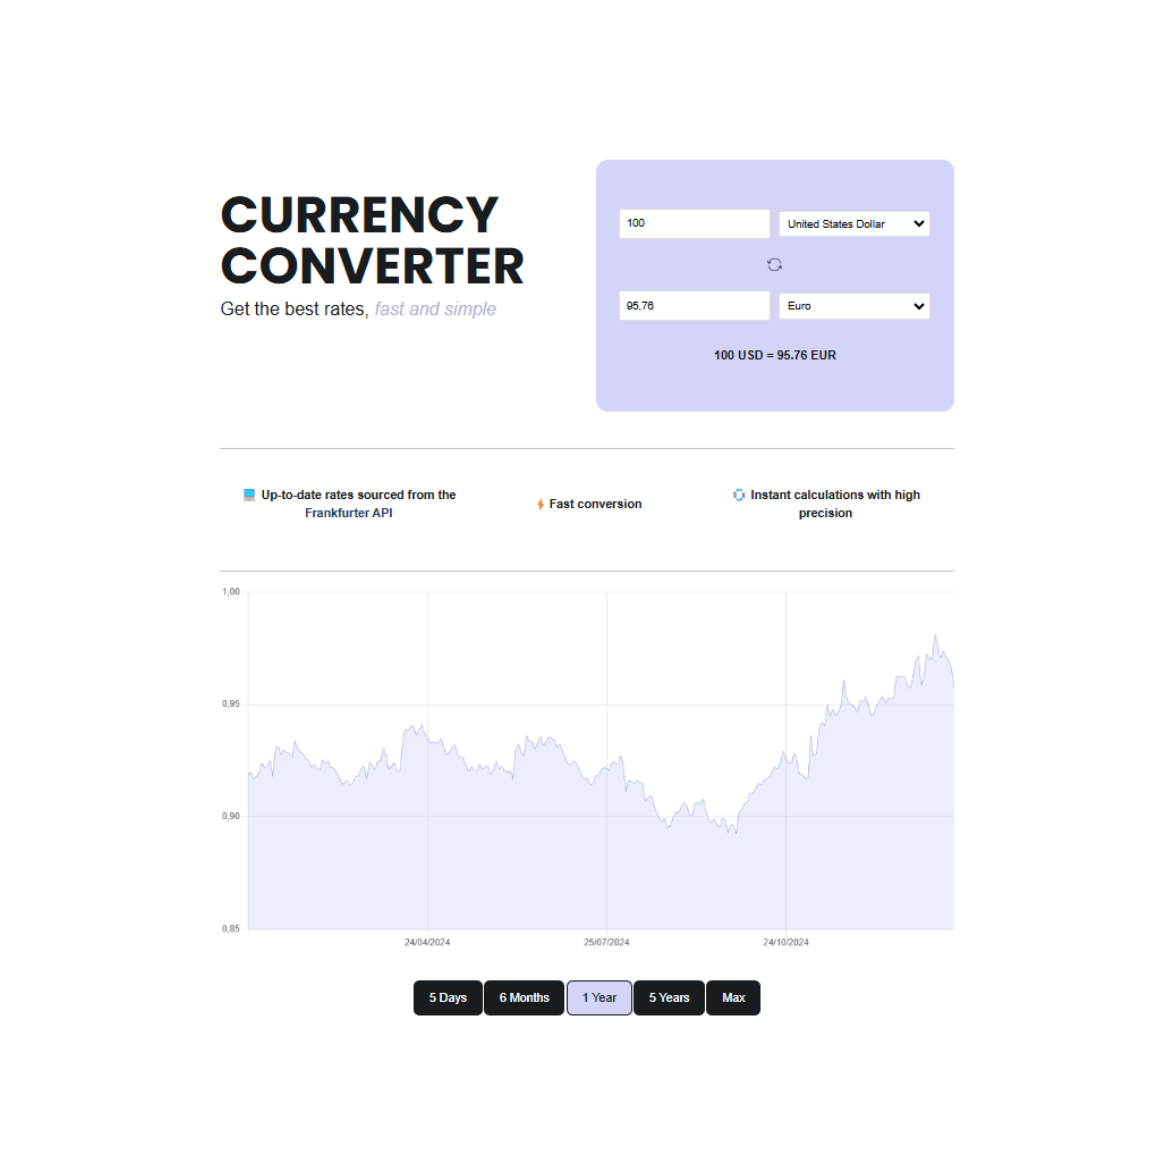 CURRENCY
CONVERTER
Get the best rates, fast and simple
100
United States Dollar
95,76
Euro
100 USD = 95.76 EUR
Up-to-date rates sourced from the
Frankfurter API
Fast conversion
Instant calculations with high
precision
1,00
0,95
0,90
0,85
24/04/2024
25/07/2024
24/10/2024
5 Days
6 Months
1 Year
5 Years
Max